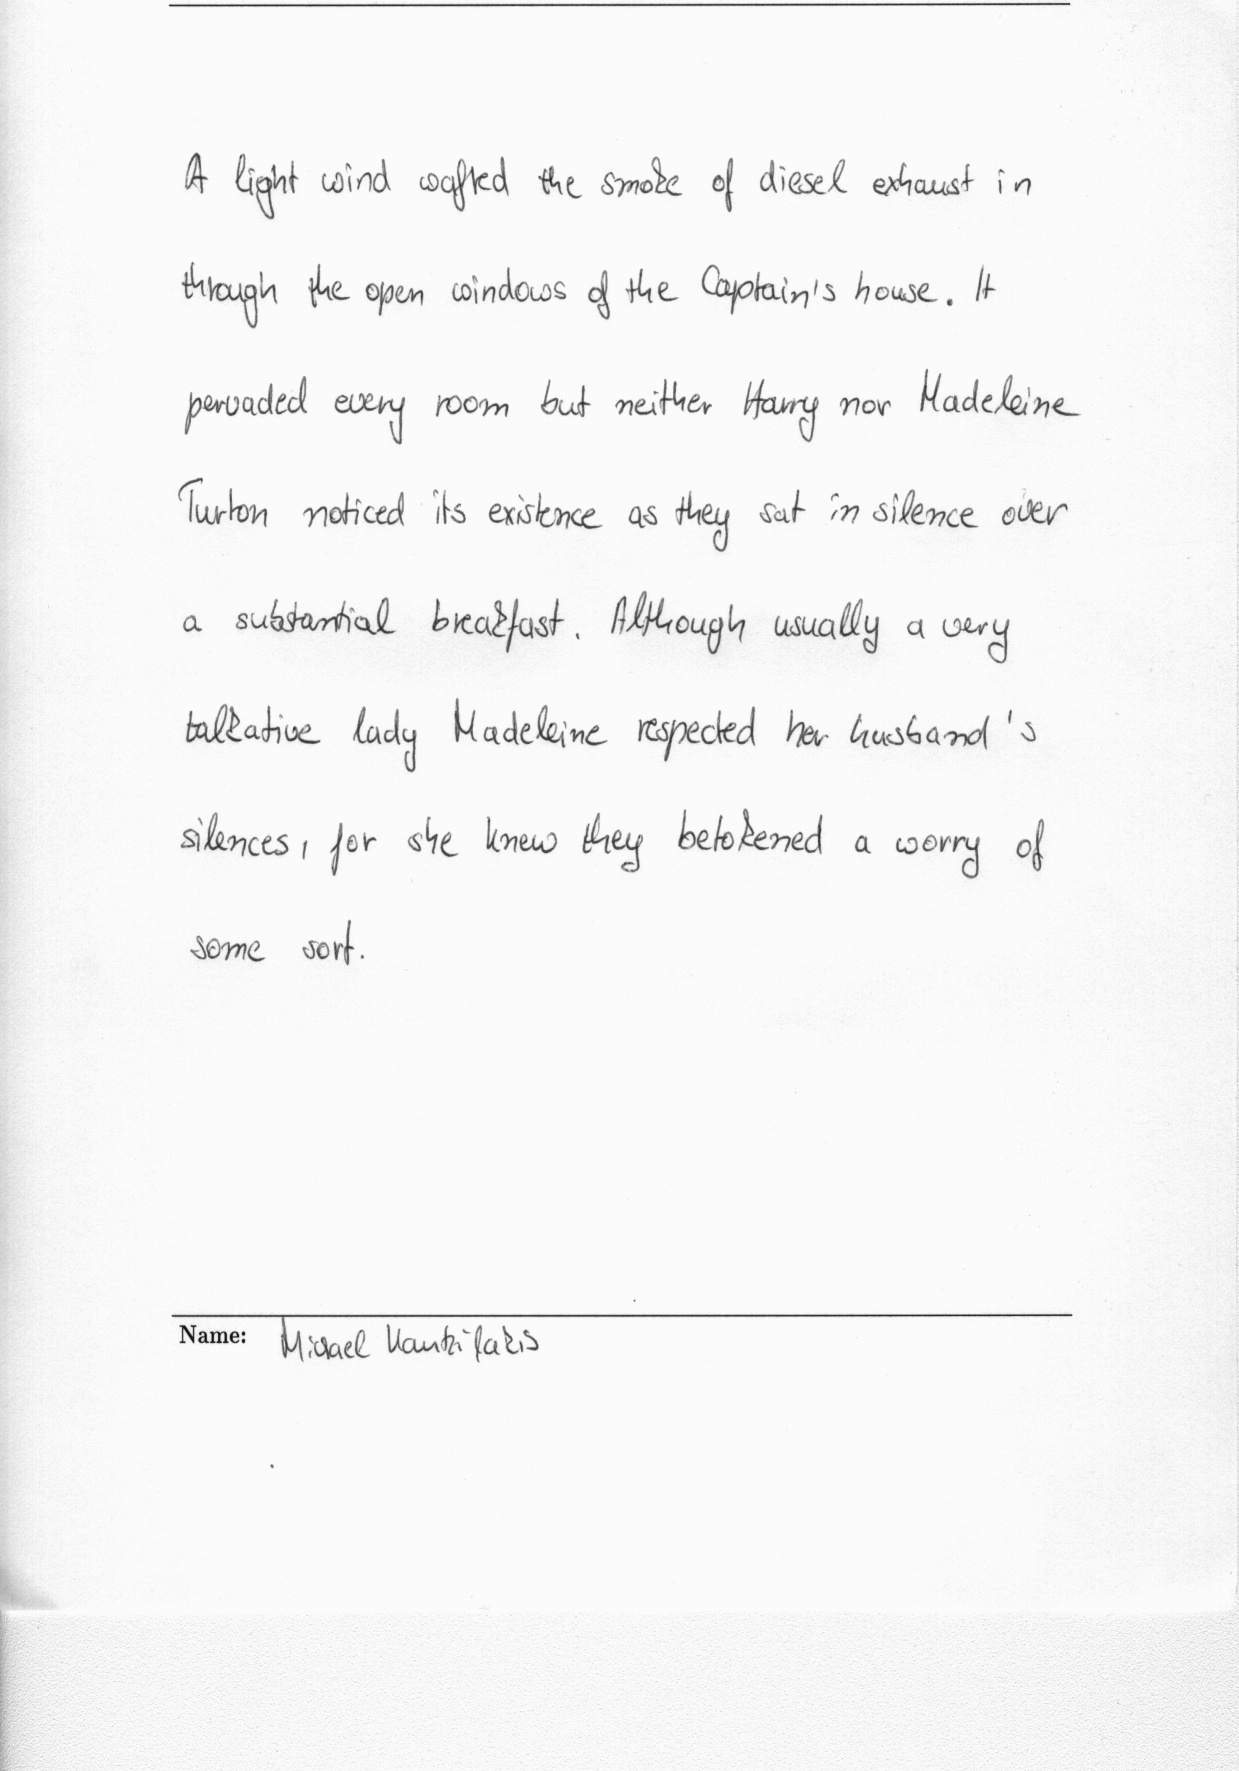 A light wind wafted the smoke of diesel exhaust in
through the open windows of the Captain's house. It
pervaded every room but neither Harry nor Madeleine
Turton noticed its existence as they sat in silence over
a substantial breakfast. Although usually a very
talkative lady Madeleine respected her husband's
silences, for she knew they betokened a worry of
some sort.
Name: Michael